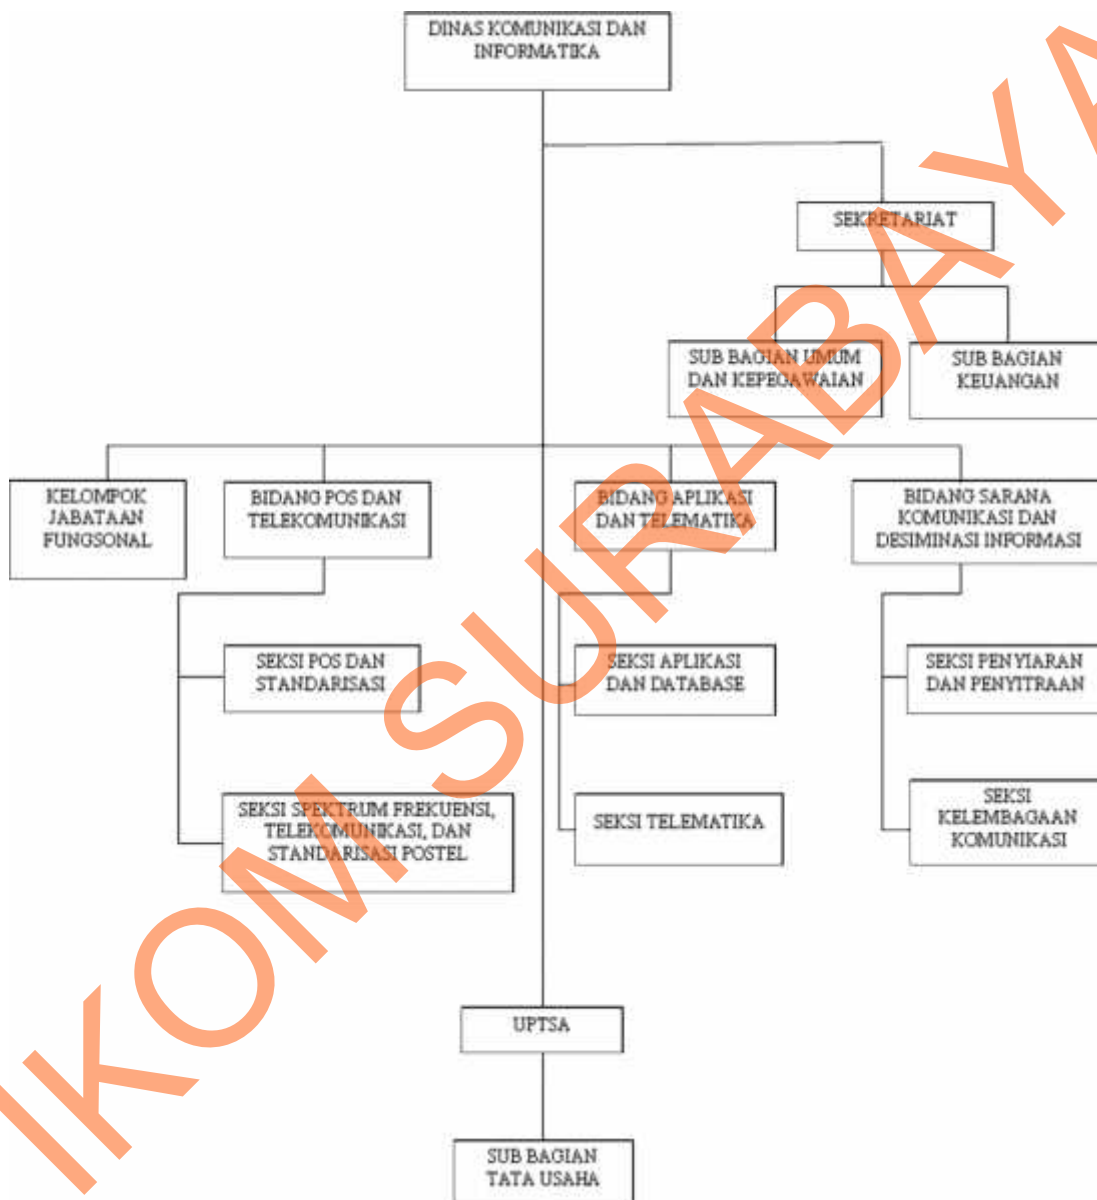 DINAS KOMUNIKASI DAN
INFORMATIKA
SEKRETARIAT
SUB BAGIAN UMUM
DAN KEPEGAWAIAN
SUB BAGIAN
KEUANGAN
KELOMPOK
JABATAAN
FUNGSONAL
BIDANG POS DAN
TELEKOMUNIKASI
BIDANG APLIKASI
DAN TELEMATIKA
BIDANG SARANA
KOMUNIKASI DAN
DESIMINASI INFORMASI
SEKSI POS DAN
STANDARISASI
SEKSI APLIKASI
DAN DATABASE
SEKSI PENYIARAN
DAN PENYITRAAN
SEKSI SPEKTRUM FREKUENSI,
TELEKOMUNIKASI, DAN
STANDARISASI POSTEL
SEKSI TELEMATIKA
SEKSI
KELEMBAGAAN
KOMUNIKASI
UPTSA
SUB BAGIAN
TATA USAHA
IKOM SURABAYA